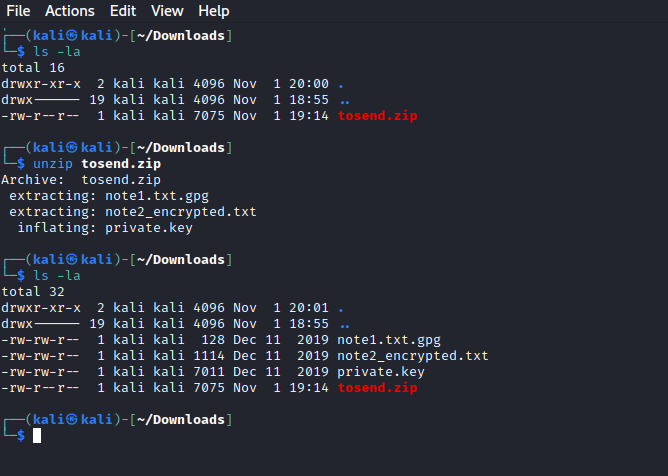 File Actions Edit View Help
┌──(kali㉿kali)-[~/Downloads]
└─$ ls -la
total 16
drwxr-xr-x  2 kali kali 4096 Nov  1 20:00 .
drwx------ 19 kali kali 4096 Nov  1 18:55 ..
-rw-r--r--  1 kali kali 7075 Nov  1 19:14 tosend.zip
┌──(kali㉿kali)-[~/Downloads]
└─$ unzip tosend.zip
Archive:  tosend.zip
 extracting: note1.txt.gpg
 extracting: note2_encrypted.txt
  inflating: private.key
┌──(kali㉿kali)-[~/Downloads]
└─$ ls -la
total 32
drwxr-xr-x  2 kali kali 4096 Nov  1 20:01 .
drwx------ 19 kali kali 4096 Nov  1 18:55 ..
-rw-rw-r--  1 kali kali  128 Dec 11  2019 note1.txt.gpg
-rw-rw-r--  1 kali kali 1114 Dec 11  2019 note2_encrypted.txt
-rw-rw-r--  1 kali kali 7011 Dec 11  2019 private.key
-rw-r--r--  1 kali kali 7075 Nov  1 19:14 tosend.zip
┌──(kali㉿kali)-[~/Downloads]
└─$